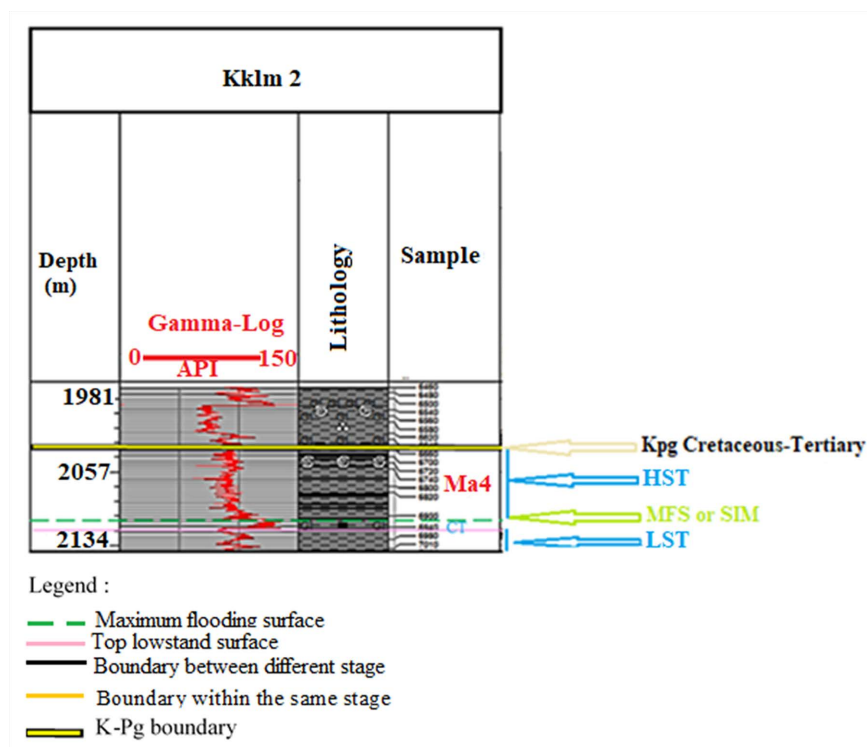 Kklm 2
Depth
(m)
Gamma-Log
0 150
API
Lithology
Sample
1981
2057
2134
Ma4
Kpg Cretaceous-Tertiary
HST
MFS or SIM
LST
Legend :
Maximum flooding surface
Top lowstand surface
Boundary between different stage
Boundary within the same stage
K-Pg boundary